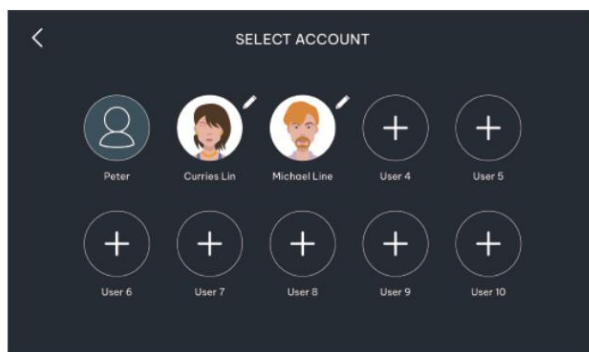 SELECT ACCOUNT
Peter
Curries Lin
Michael Line
User 4
User 5
User 6
User 7
User 8
User 9
User 10